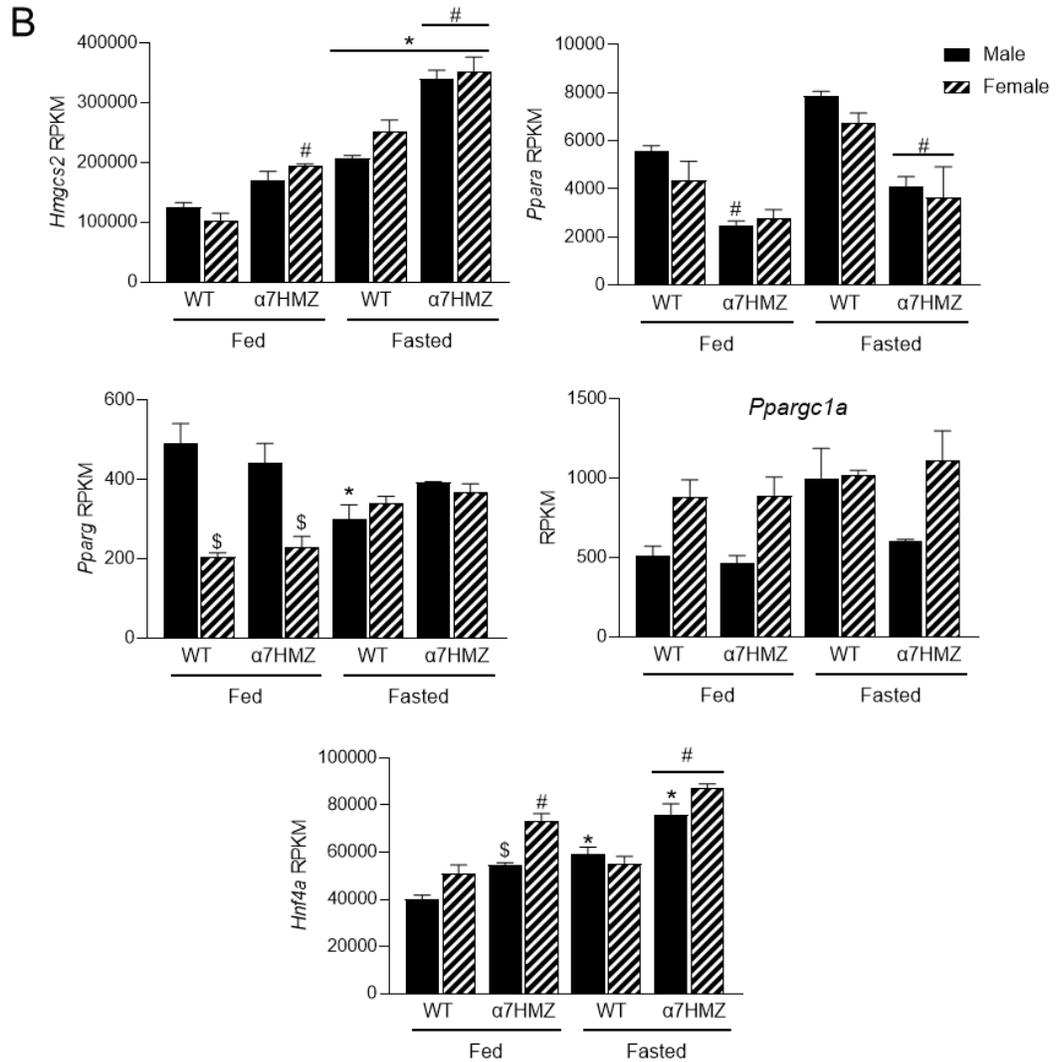 B
#
*
400000
300000
200000
100000
0
Hmgcs2 RPKM
#
WT α7HMZ WT α7HMZ
Fed Fasted
10000
8000
6000
4000
2000
0
Ppara RPKM
#
#
Male
Female
WT α7HMZ WT α7HMZ
Fed Fasted
600
400
200
0
Pparg RPKM
$
$
*
WT α7HMZ WT α7HMZ
Fed Fasted
Ppargc1a
1500
1000
500
0
RPKM
WT α7HMZ WT α7HMZ
Fed Fasted
100000
80000
60000
40000
20000
0
Hnf4a RPKM
$
#
*
*
#
WT α7HMZ WT α7HMZ
Fed Fasted